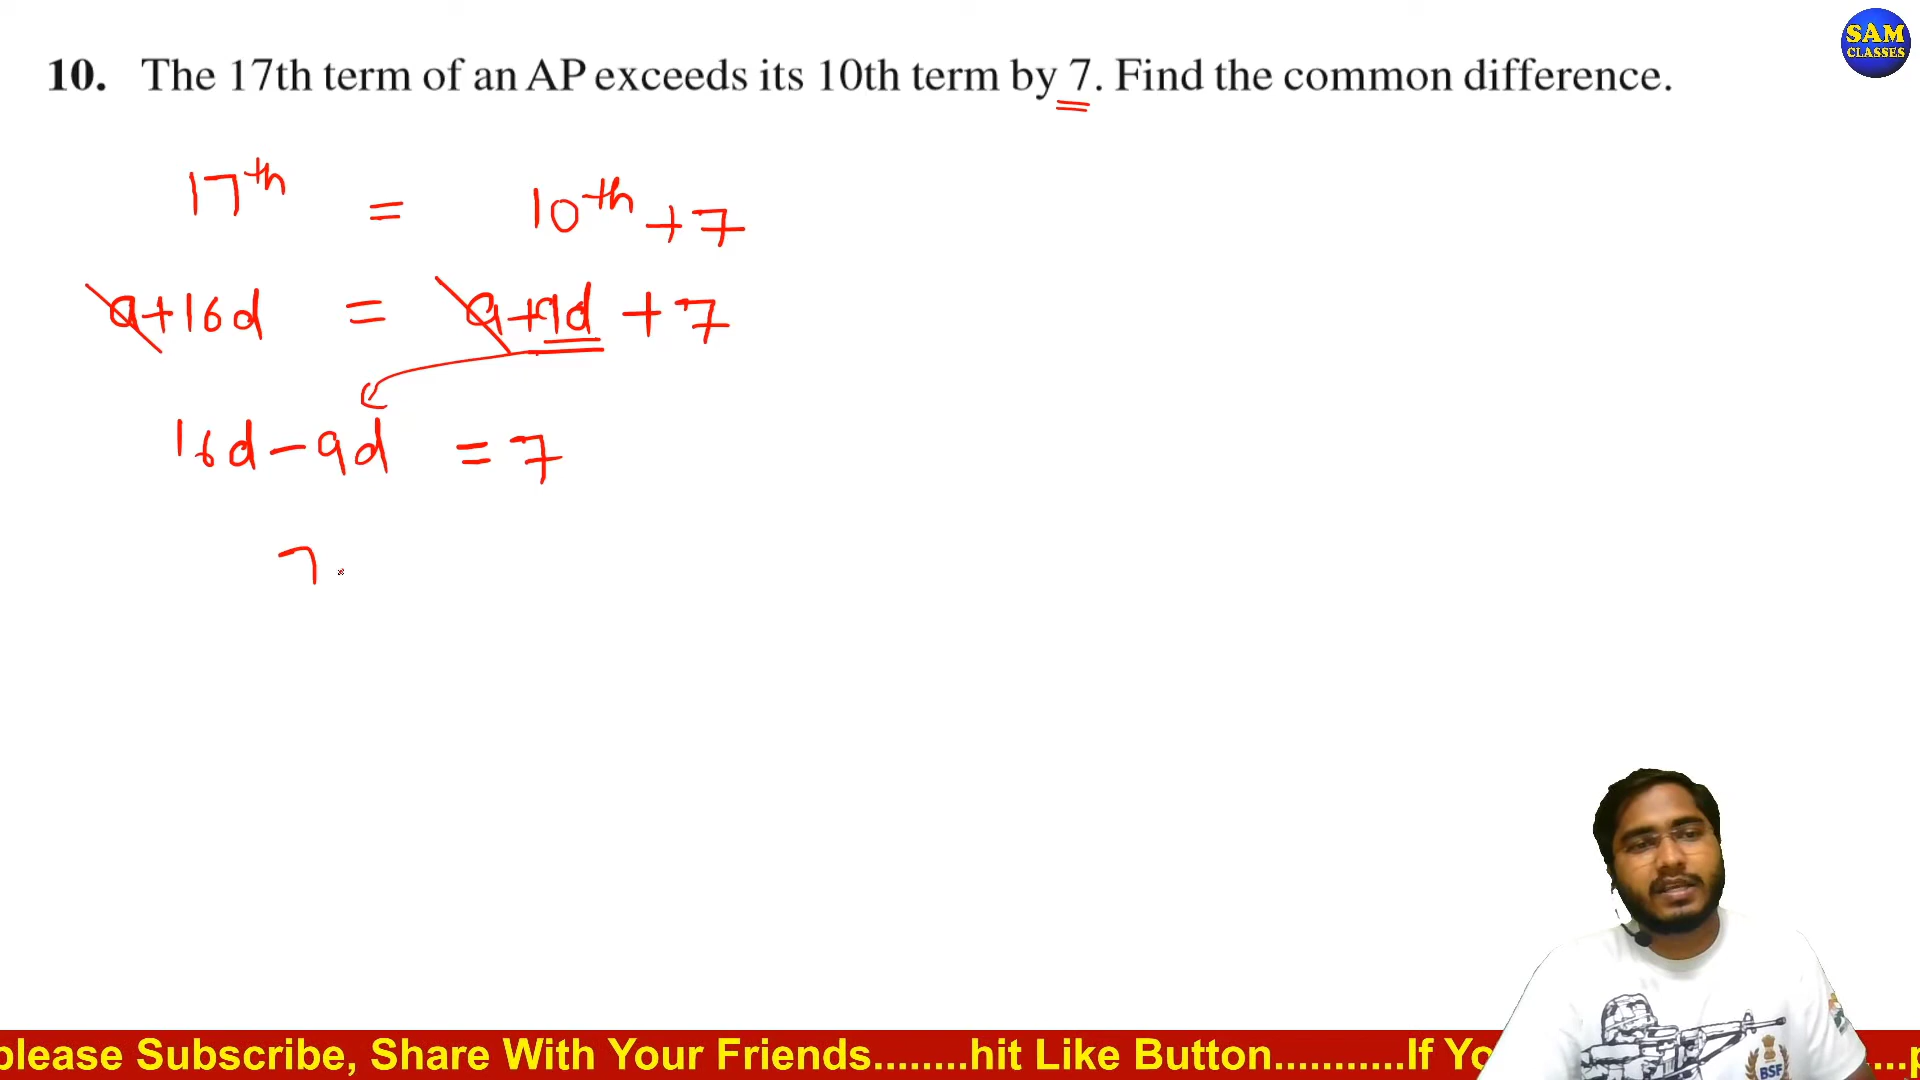 SAM
CLASSES
10. The 17th term of an AP exceeds its 10th term by 7. Find the common difference.
17th = 10th + 7
a+16d = a+9d + 7
16d - 9d = 7
7
please Subscribe, Share With Your Friends........hit Like Button...........If Yo
BSF